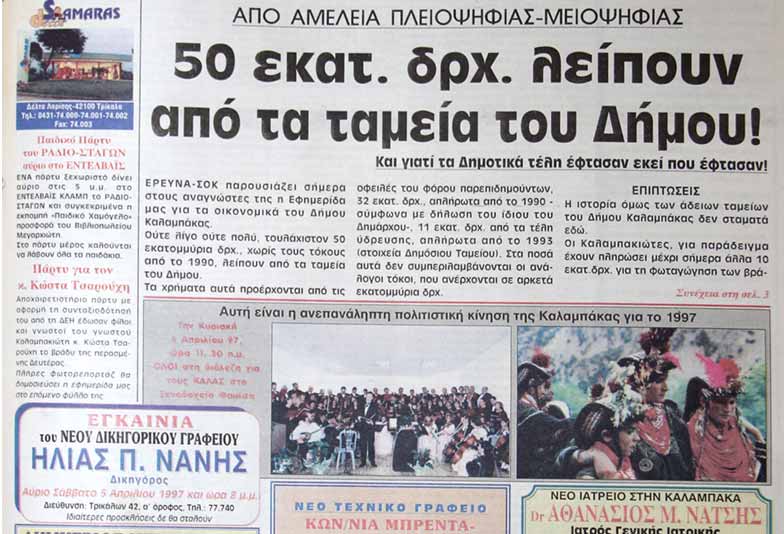 SAMARAS
Δέλτα Λαρίσης-42100 Τρίκαλα
Τηλ.: 0431-74.000-74.001-74.002
Fax: 74.003
Παιδικό Πάρτυ
του ΡΑΔΙΟ-ΣΤΑΓΩΝ
αύριο στο ΕΝΤΕΛΒΑΪΣ
ΕΝΑ πάρτυ ξεχωριστό δίνει
αύριο στις 5 μ.μ. στο
ΕΝΤΕΛΒΑΪΣ ΚΛΑΜΠ το ΡΑΔΙΟ-
ΣΤΑΓΩΝ και συγκεκριμένα η
εκπομπή «Παιδικό Χαμόγελο»
προσφορά του Βιβλιοπωλείου
Μεγαρχιώτη.
Στο πάρτυ μέρος καλούνται
να λάβουν όλα τα παιδάκια.
Πάρτυ για τον
κ. Κώστα Τσαρούχη
Αποχαιρετιστήριο πάρτυ με
αφορμή τη συνταξιοδότησή
του από τη ΔΕΗ έδωσαν φίλοι
και γνωστοί του γνωστού
Καλαμπακιώτη κ. Κώστα Τσα-
ρούχη το βράδυ της περασμέ-
νης Δευτέρας.
Πλήρες φωτορεπορτάζ θα
δημοσιεύσει η εφημερίδα μας
στο επόμενο φύλλο της.
ΑΠΟ ΑΜΕΛΕΙΑ ΠΛΕΙΟΨΗΦΙΑΣ-ΜΕΙΟΨΗΦΙΑΣ
50 εκατ. δρχ. λείπουν
από τα ταμεία του Δήμου!
Και γιατί τα Δημοτικά τέλη έφτασαν εκεί που έφτασαν!
ΕΡΕΥΝΑ-ΣΟΚ παρουσιάζει σήμερα
στους αναγνώστες της η Εφημερίδα
μας για τα οικονομικά του Δήμου
Καλαμπάκας.
Ούτε λίγο ούτε πολύ, τουλάχιστον 50
εκατομμύρια δρχ., χωρίς τους τόκους
από το 1990, λείπουν από τα ταμεία
του Δήμου.
Τα χρήματα αυτά προέρχονται από τις
οφειλές του φόρου παρεπιδημούντων,
32 εκατ. δρχ., απλήρωτα από το 1990 -
σύμφωνα με δήλωση του ίδιου του
Δημάρχου-, 11 εκατ. δρχ. από τα τέλη
ύδρευσης, απλήρωτα από το 1993
(στοιχεία Δημόσιου Ταμείου). Στα ποσά
αυτά δεν συμπεριλαμβάνονται οι ανά-
λογοι τόκοι, που ανέρχονται σε αρκετά
εκατομμύρια δρχ.
ΕΠΙΠΤΩΣΕΙΣ
Η ιστορία όμως των άδειων ταμείων
του Δήμου Καλαμπάκας δεν σταματά
εδώ.
Οι Καλαμπακιώτες, για παράδειγμα
έχουν πληρώσει μέχρι σήμερα άλλα 10
εκατ.δρχ. για τη φωταγώγηση των βρά-
Συνέχεια στη σελ. 3
Αυτή είναι η ανεπανάληπτη πολιτιστική κίνηση της Καλαμπάκας για το 1997
Την Κυριακή
6 Απριλίου 97,
ώρα 11.30 π.μ.
ΟΛΟΙ στη διάλεξη για
τους ΚΑΛΑΣ στο
Ξενοδοχείο Φαμίση
ΕΓΚΑΙΝΙΑ
του ΝΕΟΥ ΔΙΚΗΓΟΡΙΚΟΥ ΓΡΑΦΕΙΟΥ
ΗΛΙΑΣ Π. ΝΑΝΗΣ
Δικηγόρος
Αύριο Σάββατο 5 Απριλίου 1997 και ώρα 8 μ.μ.
Διεύθυνση: Τρικάλων 42, α' όροφος, Τηλ.: 77.740
Ιδιαίτερες προσκλήσεις δε θα σταλούν
ΝΕΟ ΤΕΧΝΙΚΟ ΓΡΑΦΕΙΟ
ΚΩΝ/ΝΙΑ ΜΠΡΕΝΤΑ-
ΝΕΟ ΙΑΤΡΕΙΟ ΣΤΗΝ ΚΑΛΑΜΠΑΚΑ
Dr ΑΘΑΝΑΣΙΟΣ Μ. ΝΑΤΣΗΣ
Ιατρός Γενικής Ιατρικής